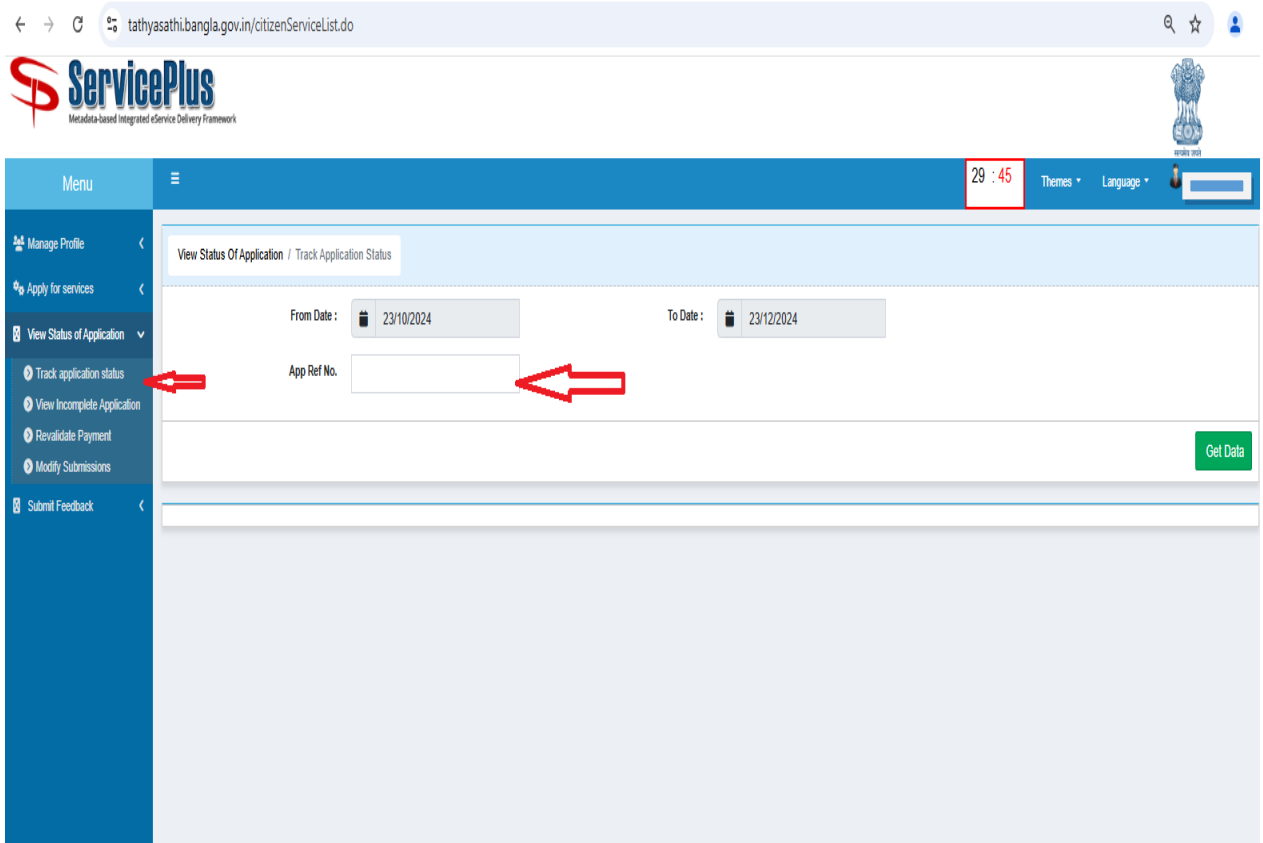 tathyasathi.bangla.gov.in/citizenServiceList.do
ServicePlus
Metadata-based Integrated eService Delivery Framework
सत्यमेव जयते
Menu
29 : 45
Themes
Language
Manage Profile
Apply for services
View Status of Application
Track application status
View Incomplete Application
Revalidate Payment
Modify Submissions
Submit Feedback
View Status Of Application / Track Application Status
From Date :
23/10/2024
To Date :
23/12/2024
App Ref No.
Get Data